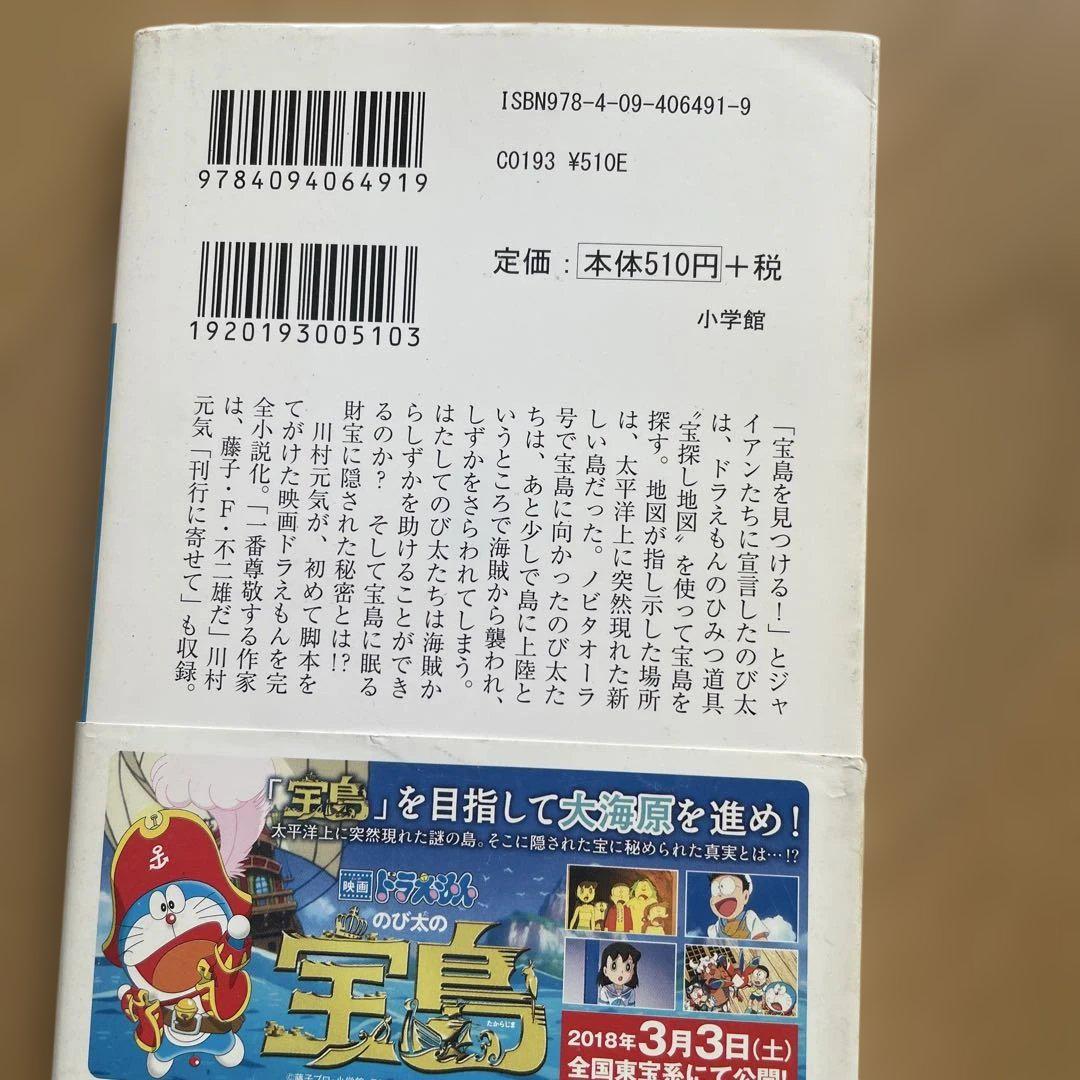 ISBN978-4-09-406491-9
9784094064919
C0193 ¥510E
定価：本体510円＋税
1920193005103
小学館
「宝島を見つける！」とジャ
イアンたちに宣言したのび太
は、ドラえもんのひみつ道具
〝宝探し地図〟を使って宝島を
探す。地図が指し示した場所
は、太平洋上に突然現れた新
しい島だった。ノビタオーラ
号で宝島に向かったのび太た
ちは、あと少しで島に上陸と
いうところで海賊から襲われ、
しずかをさらわれてしまう。
はたしてのび太たちは海賊か
らしずかを助けることができ
るのか？　そして宝島に眠る
財宝に隠された秘密とは!?
川村元気が、初めて脚本を
てがけた映画ドラえもんを完
全小説化。「一番尊敬する作家
は、藤子・F・不二雄だ」川村
元気「刊行に寄せて」も収録。
「宝島」を目指して大海原を進め！
太平洋上に突然現れた謎の島。そこに隠された宝に秘められた真実とは…!?
映画ドラえもん
のび太の
宝島
たからじま
2018年3月3日(土)
全国東宝系にて公開!
©藤子プロ・小学館